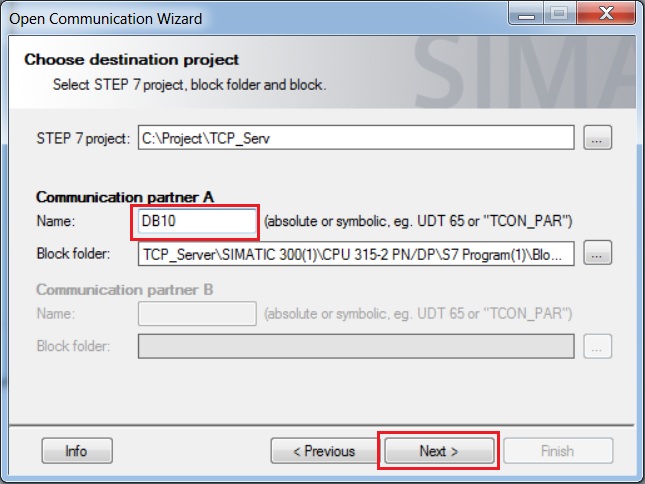 Open Communication Wizard
Choose destination project
Select STEP 7 project, block folder and block.
SIMA
STEP 7 project: C:\Project\TCP_Serv ...
Communication partner A
Name: DB10 (absolute or symbolic, eg. UDT 65 or "TCON_PAR")
Block folder: TCP_Server\SIMATIC 300(1)\CPU 315-2 PN/DP\S7 Program(1)\Blo... ...
Communication partner B
Name: (absolute or symbolic, eg. UDT 65 or "TCON_PAR")
Block folder: ...
Info < Previous Next > Finish